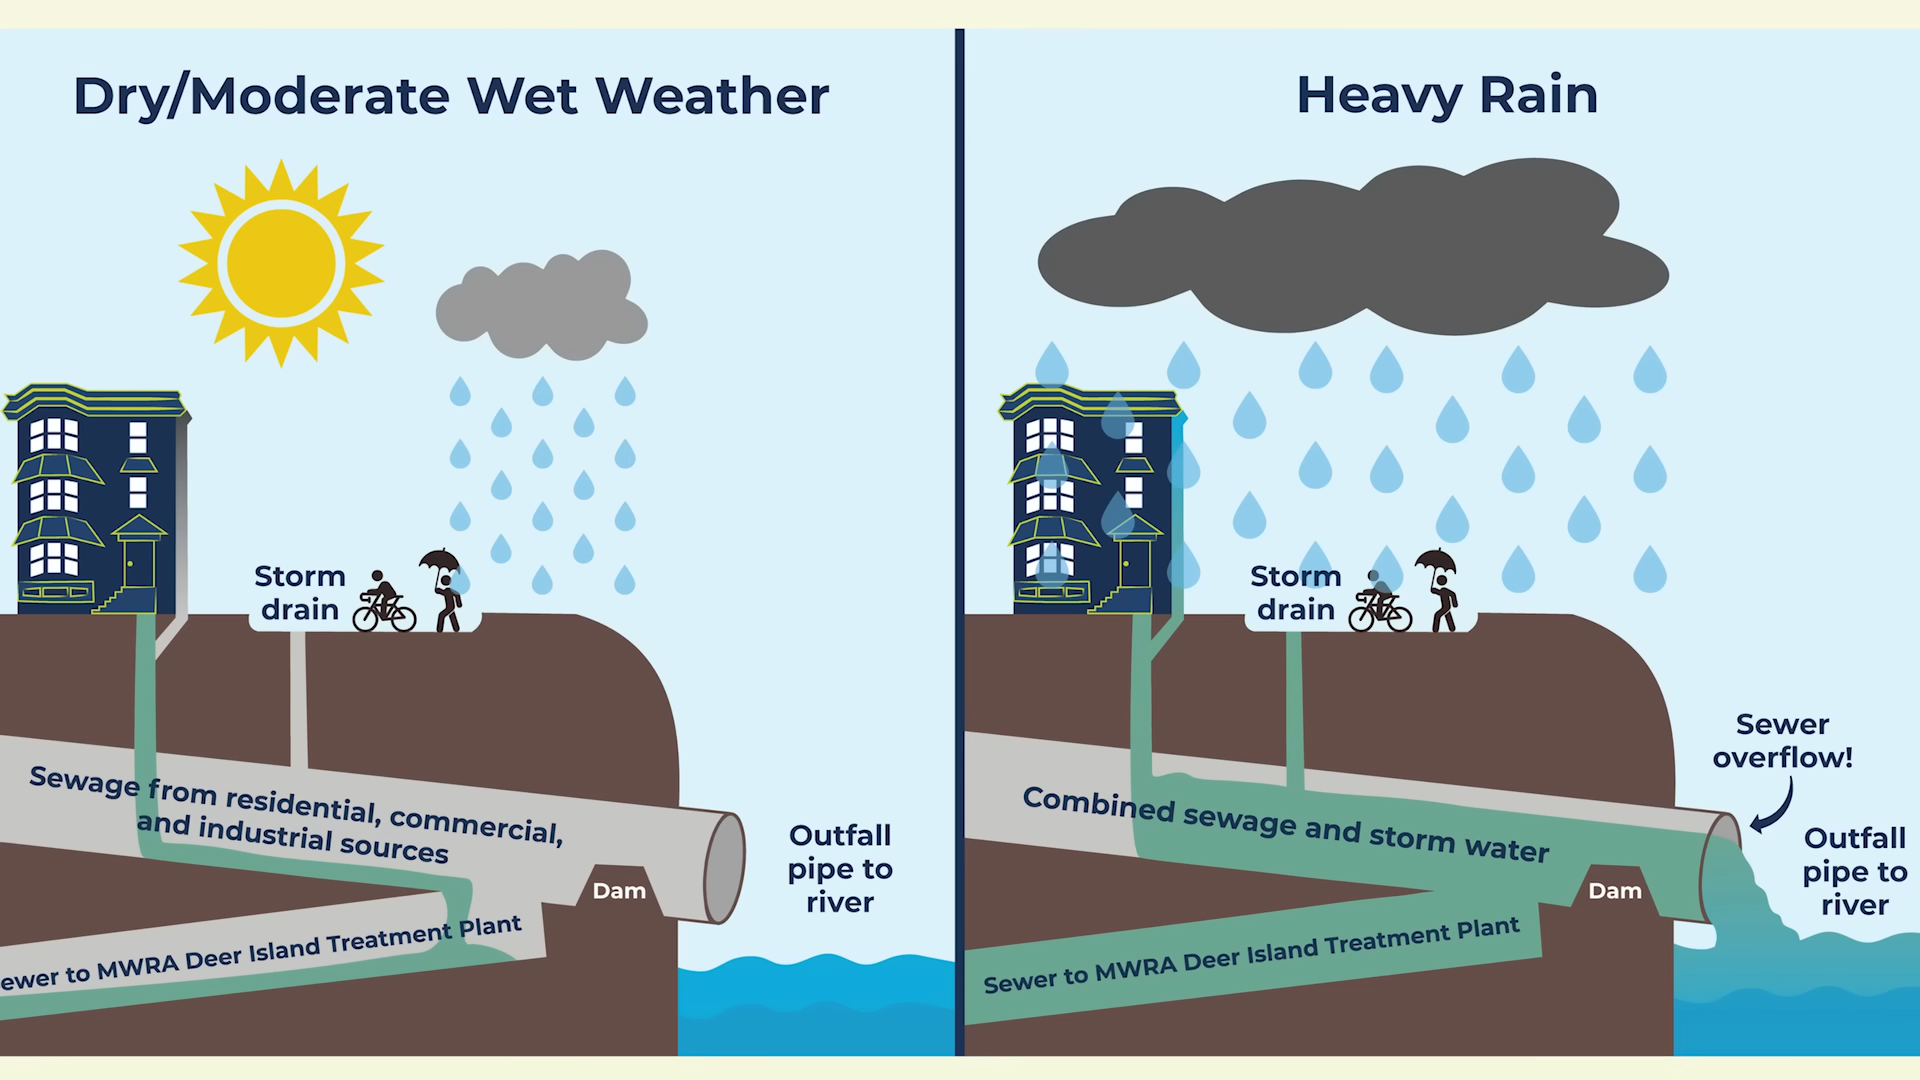 Dry/Moderate Wet Weather
Storm
drain
Sewage from residential, commercial,
and industrial sources
Dam
ewer to MWRA Deer Island Treatment Plant
Outfall
pipe to
river
Heavy Rain
Storm
drain
Sewer
overflow!
Combined sewage and storm water
Dam
Outfall
pipe to
river
Sewer to MWRA Deer Island Treatment Plant